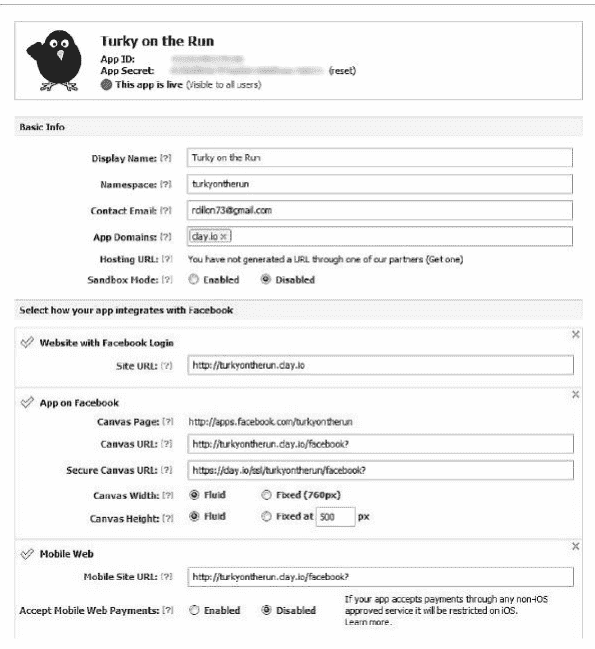 Turky on the Run
App ID:
App Secret: (reset)
This app is live (Visible to all users)
Basic Info
Display Name: [?] Turky on the Run
Namespace: [?] turkyontherun
Contact Email: [?] rdillon73@gmail.com
App Domains: [?] clay.io ×
Hosting URL: [?] You have not generated a URL through one of our partners (Get one)
Sandbox Mode: [?] Enabled Disabled
Select how your app integrates with Facebook
Website with Facebook Login
Site URL: [?] http://turkyontherun.clay.io
App on Facebook
Canvas Page: [?] http://apps.facebook.com/turkyontherun
Canvas URL: [?] http://turkyontherun.clay.io/facebook?
Secure Canvas URL: [?] https://clay.io/ssl/turkyontherun/facebook?
Canvas Width: [?] Fluid Fixed (760px)
Canvas Height: [?] Fluid Fixed at 500 px
Mobile Web
Mobile Site URL: [?] http://turkyontherun.clay.io/facebook?
Accept Mobile Web Payments: [?] Enabled Disabled
If your app accepts payments through any non-iOS
approved service it will be restricted on iOS.
Learn more.